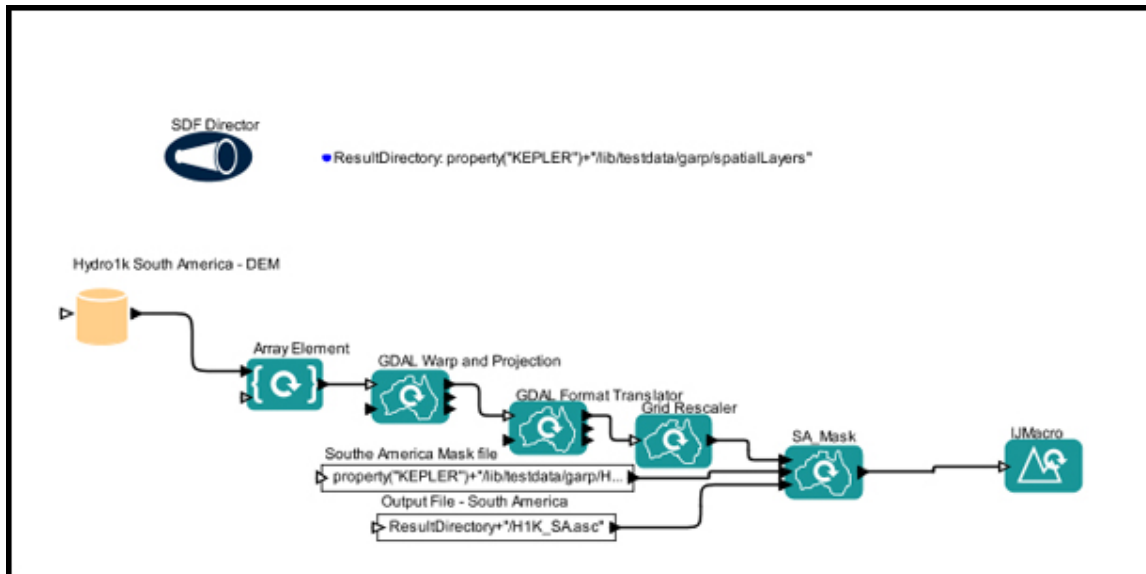 SDF Director
ResultDirectory: property("KEPLER")+"/lib/testdata/garp/spatialLayers"
Hydro1k South America - DEM
Array Element
GDAL Warp and Projection
GDAL Format Translator
Grid Rescaler
SA_Mask
IJMacro
Southe America Mask file
property("KEPLER")+"/lib/testdata/garp/H...
Output File - South America
ResultDirectory+"/H1K_SA.asc"